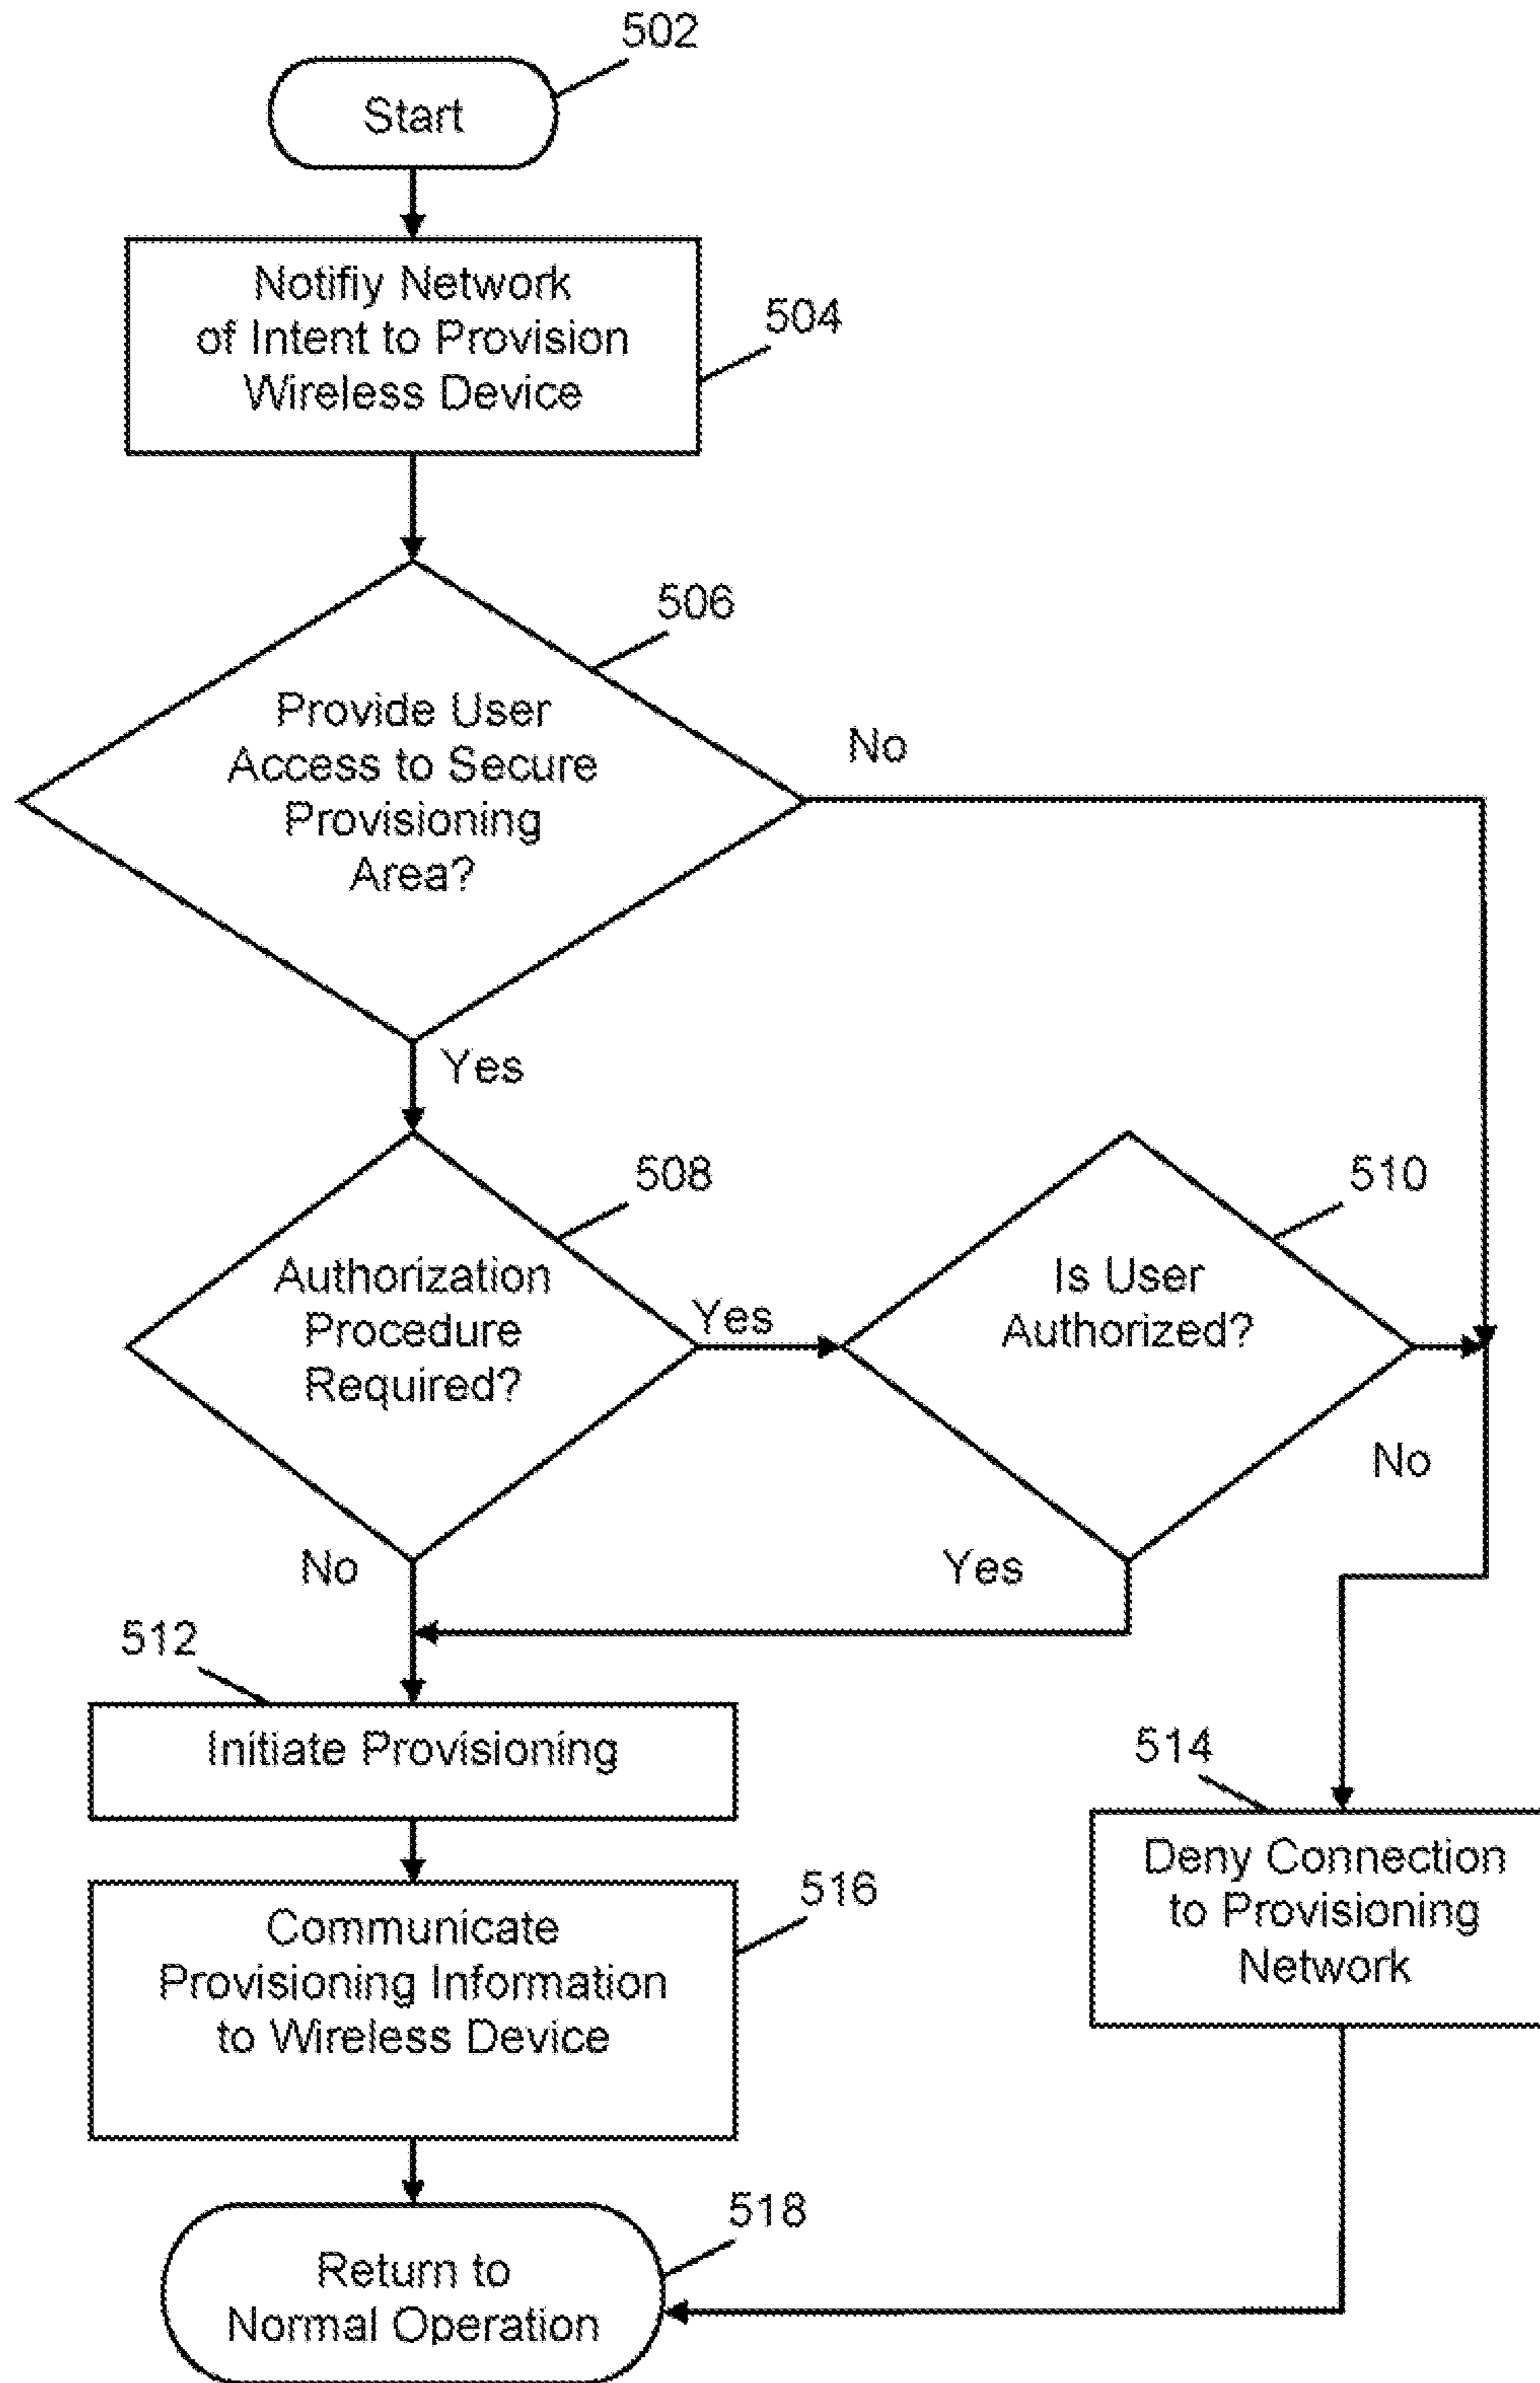 502
Start
Notifiy Network
of Intent to Provision
Wireless Device
504
506
Provide User
Access to Secure
Provisioning
Area?
No
Yes
508
Authorization
Procedure
Required?
Yes
510
Is User
Authorized?
No
No
Yes
512
Initiate Provisioning
514
Deny Connection
to Provisioning
Network
516
Communicate
Provisioning Information
to Wireless Device
518
Return to
Normal Operation